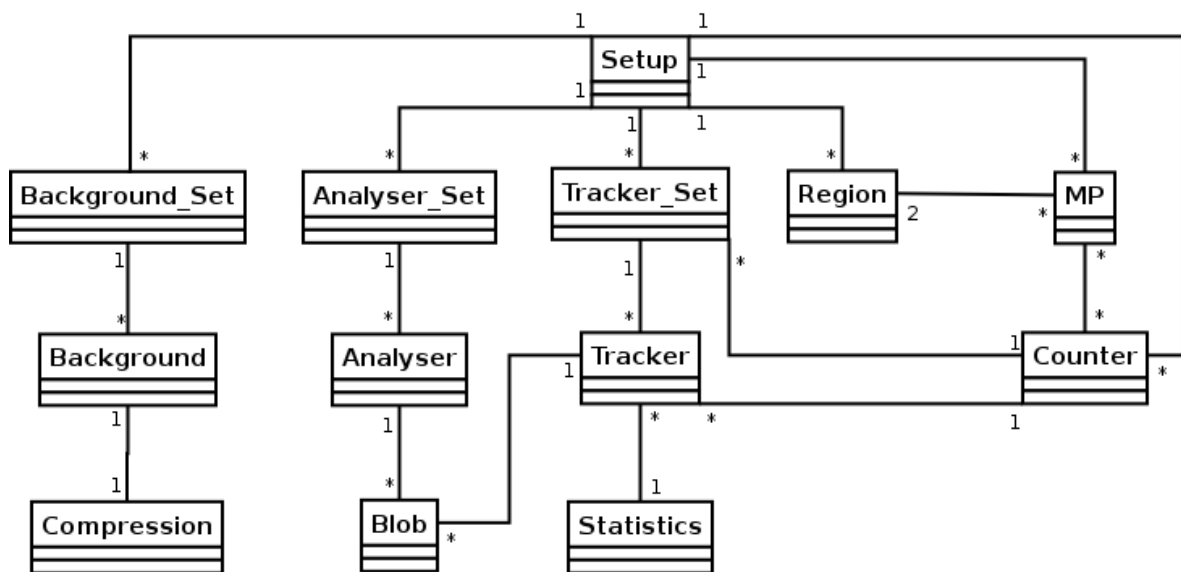 1 1
Setup
1
1
1 1
* * * * *
Background_Set Analyser_Set Tracker_Set Region MP
2 *
1 1 1 * *
* * * *
Background Analyser Tracker Counter
1 1 *
1 1 * * 1
1 * 1
Compression Blob Statistics
*